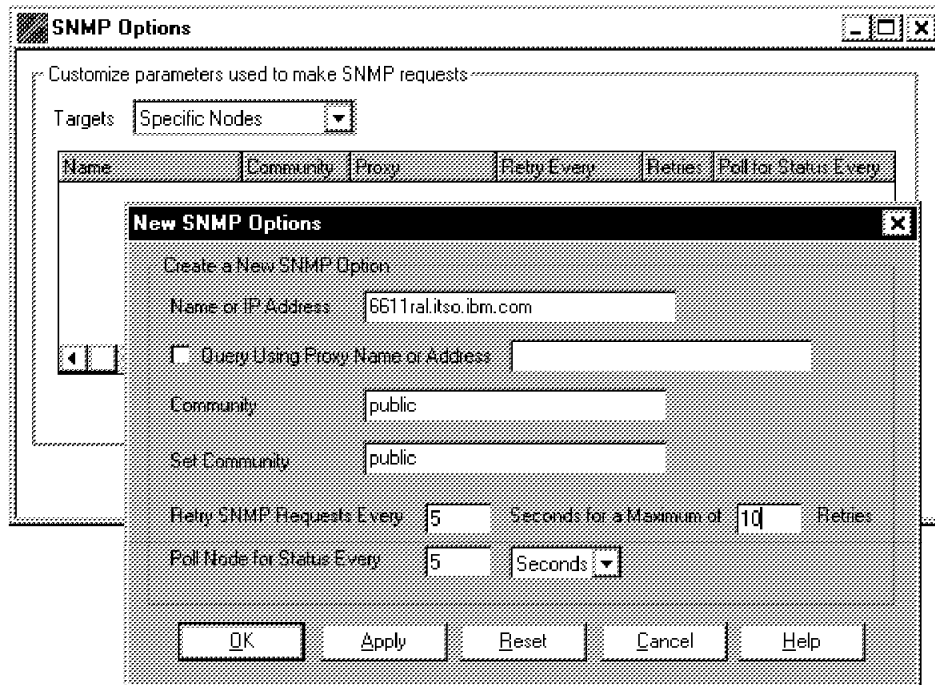 SNMP Options
Customize parameters used to make SNMP requests
Targets Specific Nodes
Name Community Proxy Retry Every Retries Poll for Status Every
New SNMP Options
Create a New SNMP Option
Name or IP Address 6611ral.itso.ibm.com
Query Using Proxy Name or Address
Community public
Set Community public
Retry SNMP Requests Every 5 Seconds for a Maximum of 10 Retries
Poll Node for Status Every 5 Seconds
OK Apply Reset Cancel Help